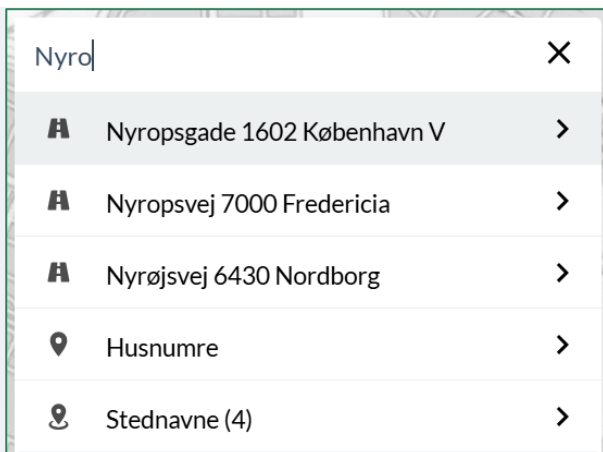 Nyro
Nyropsgade 1602 København V
Nyropsvej 7000 Fredericia
Nyrøjsvej 6430 Nordborg
Husnumre
Stednavne (4)